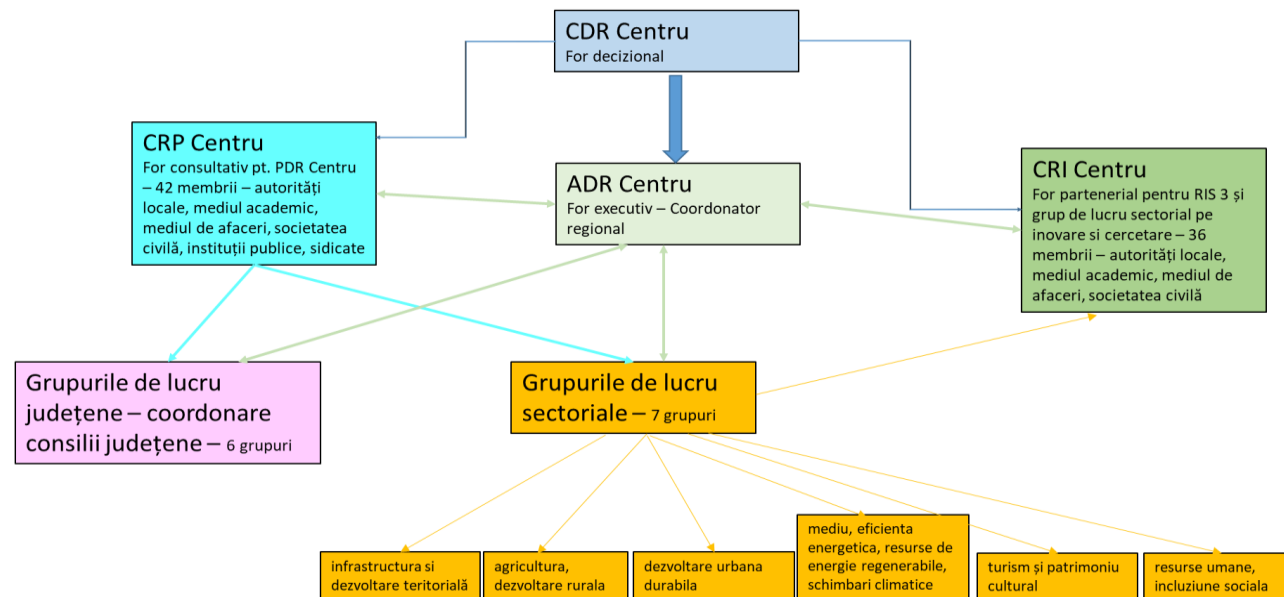 CDR Centru
For decizional
CRP Centru
For consultativ pt. PDR Centru
– 42 membrii – autorități
locale, mediul academic,
mediul de afaceri, societatea
civilă, instituții publice, sidicate
ADR Centru
For executiv – Coordonator
regional
CRI Centru
For partenerial pentru RIS 3 și
grup de lucru sectorial pe
inovare si cercetare – 36
membrii – autorități locale,
mediul academic, mediul de
afaceri, societatea civilă
Grupurile de lucru
județene – coordonare
consilii județene – 6 grupuri
Grupurile de lucru
sectoriale – 7 grupuri
infrastructura si
dezvoltare teritorială
agricultura,
dezvoltare rurala
dezvoltare urbana
durabila
mediu, eficienta
energetica, resurse de
energie regenerabile,
schimbari climatice
turism și patrimoniu
cultural
resurse umane,
incluziune sociala